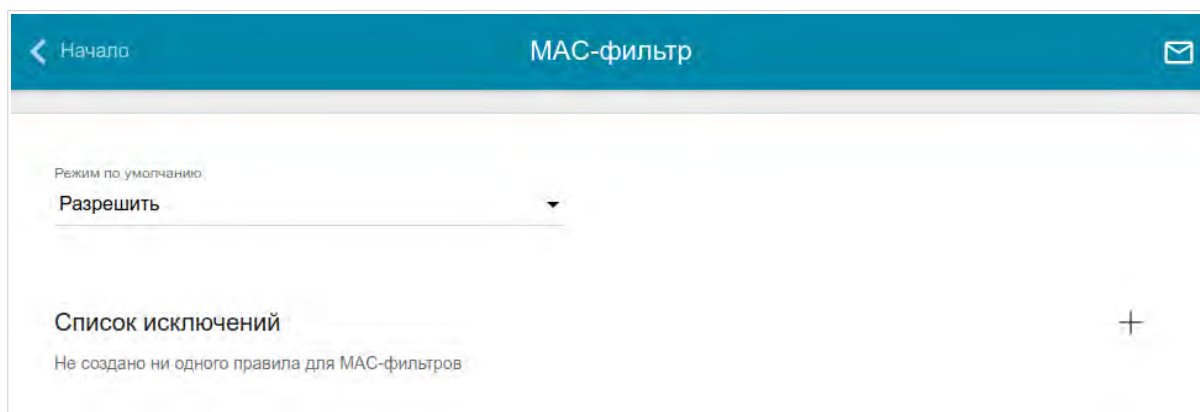 Начало
MAC-фильтр
Режим по умолчанию
Разрешить
Список исключений
Не создано ни одного правила для MAC-фильтров